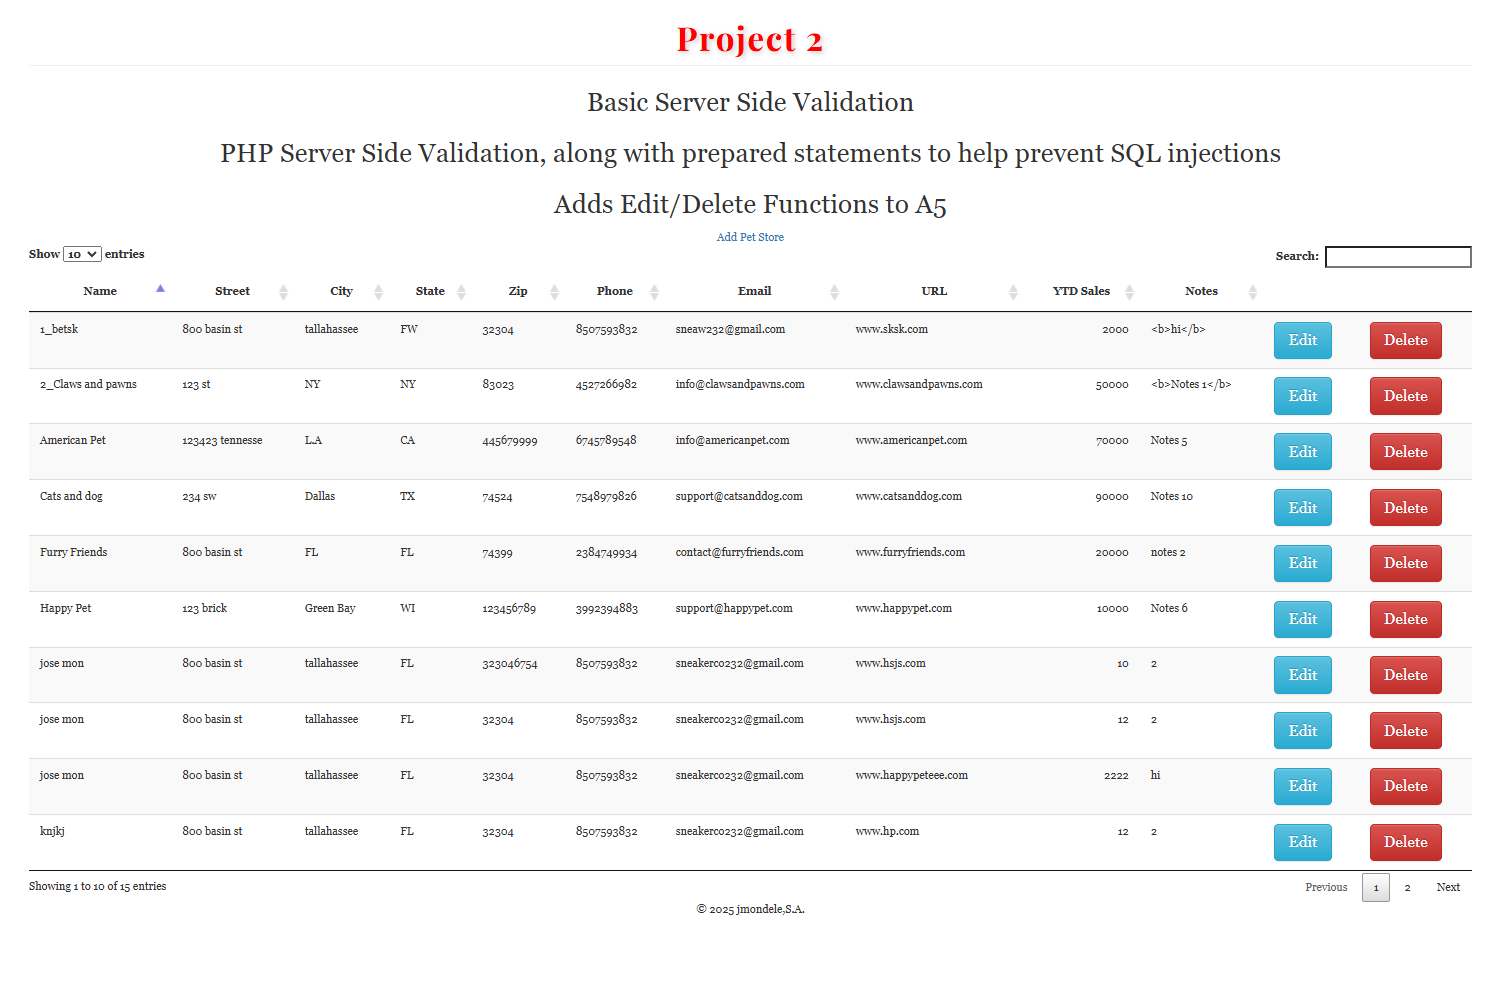 Project 2
Basic Server Side Validation
PHP Server Side Validation, along with prepared statements to help prevent SQL injections
Adds Edit/Delete Functions to A5
Add Pet Store
Show 10 entries Search:
Name Street City State Zip Phone Email URL YTD Sales Notes
1_betsk 800 basin st tallahassee FW 32304 8507593832 sneaw232@gmail.com www.sksk.com 2000 <b>hi</b> Edit Delete
2_Claws and pawns 123 st NY NY 83023 4527266982 info@clawsandpawns.com www.clawsandpawns.com 50000 <b>Notes 1</b> Edit Delete
American Pet 123423 tennesse L.A CA 445679999 6745789548 info@americanpet.com www.americanpet.com 70000 Notes 5 Edit Delete
Cats and dog 234 sw Dallas TX 74524 7548979826 support@catsanddog.com www.catsanddog.com 90000 Notes 10 Edit Delete
Furry Friends 800 basin st FL FL 74399 2384749934 contact@furryfriends.com www.furryfriends.com 20000 notes 2 Edit Delete
Happy Pet 123 brick Green Bay WI 123456789 3992394883 support@happypet.com www.happypet.com 10000 Notes 6 Edit Delete
jose mon 800 basin st tallahassee FL 323046754 8507593832 sneakerco232@gmail.com www.hsjs.com 10 2 Edit Delete
jose mon 800 basin st tallahassee FL 32304 8507593832 sneakerco232@gmail.com www.hsjs.com 12 2 Edit Delete
jose mon 800 basin st tallahassee FL 32304 8507593832 sneakerco232@gmail.com www.happypeteee.com 2222 hi Edit Delete
knjkj 800 basin st tallahassee FL 32304 8507593832 sneakerco232@gmail.com www.hp.com 12 2 Edit Delete
Showing 1 to 10 of 15 entries Previous 1 2 Next
© 2025 jmondele,S.A.